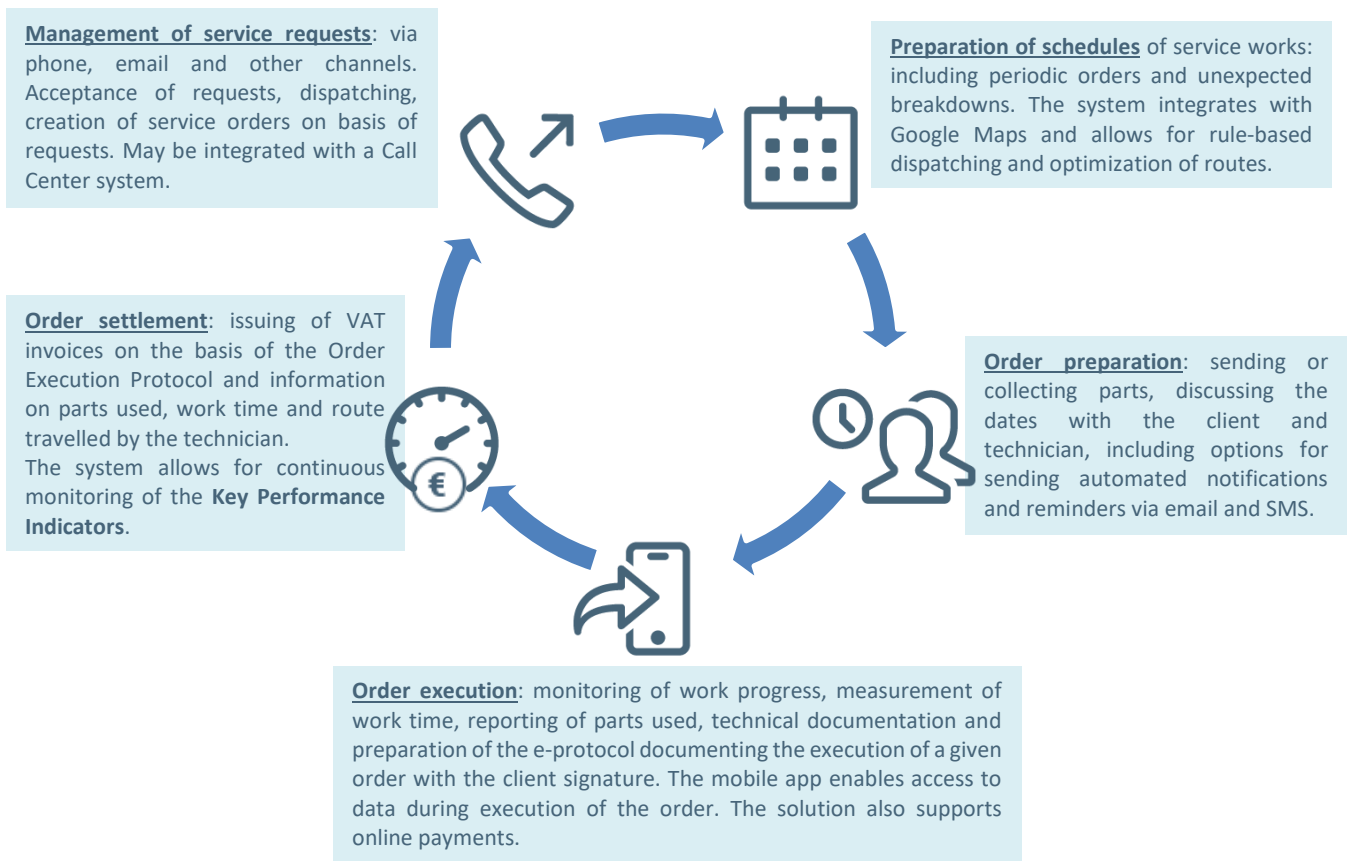 Management of service requests: via
phone, email and other channels.
Acceptance of requests, dispatching,
creation of service orders on basis of
requests. May be integrated with a Call
Center system.
Preparation of schedules of service works:
including periodic orders and unexpected
breakdowns. The system integrates with
Google Maps and allows for rule-based
dispatching and optimization of routes.
Order preparation: sending or
collecting parts, discussing the
dates with the client and
technician, including options for
sending automated notifications
and reminders via email and SMS.
Order execution: monitoring of work progress, measurement of
work time, reporting of parts used, technical documentation and
preparation of the e-protocol documenting the execution of a given
order with the client signature. The mobile app enables access to
data during execution of the order. The solution also supports
online payments.
Order settlement: issuing of VAT
invoices on the basis of the Order
Execution Protocol and information
on parts used, work time and route
travelled by the technician.
The system allows for continuous
monitoring of the Key Performance
Indicators.
€